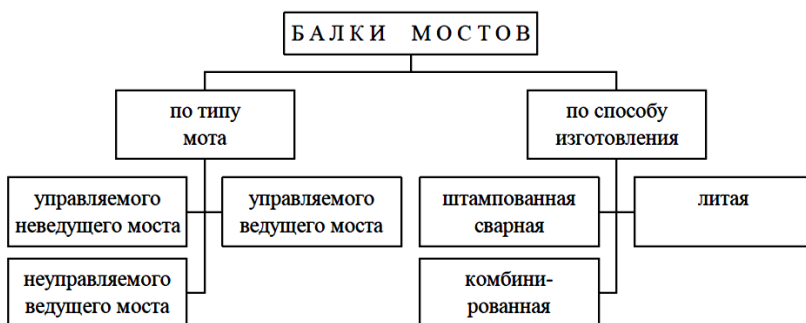 БАЛКИ МОСТОВ
по типу
мота
по способу
изготовления
управляемого
неведущего моста
управляемого
ведущего моста
штампованная
сварная
литая
неуправляемого
ведущего моста
комбини-
рованная